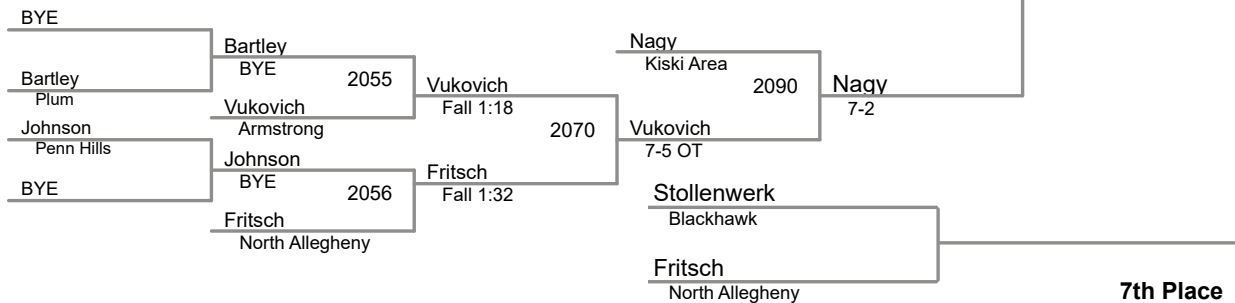 BYE
Bartley
Plum
Johnson
Penn Hills
BYE
Bartley
BYE
2055
Vukovich
Armstrong
Johnson
BYE
2056
Fritsch
North Allegheny
Vukovich
Fall 1:18
2070
Fritsch
Fall 1:32
Nagy
Kiski Area
2090
Vukovich
7-5 OT
Nagy
7-2
Stollenwerk
Blackhawk
Fritsch
North Allegheny
7th Place